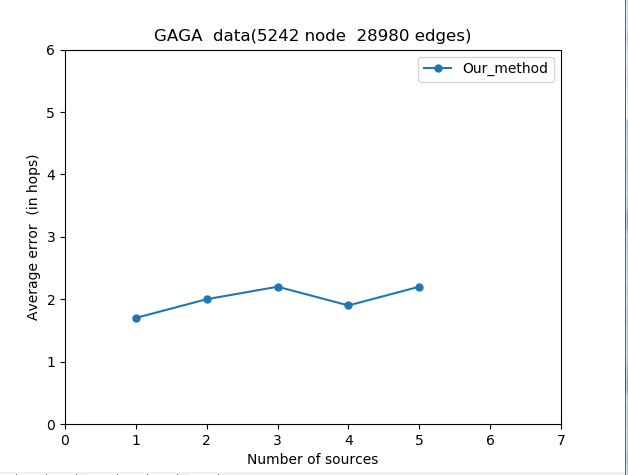 GAGA  data(5242 node  28980 edges)
Our_method
Average error  (in hops)
6
5
4
3
2
1
0
0 1 2 3 4 5 6 7
Number of sources